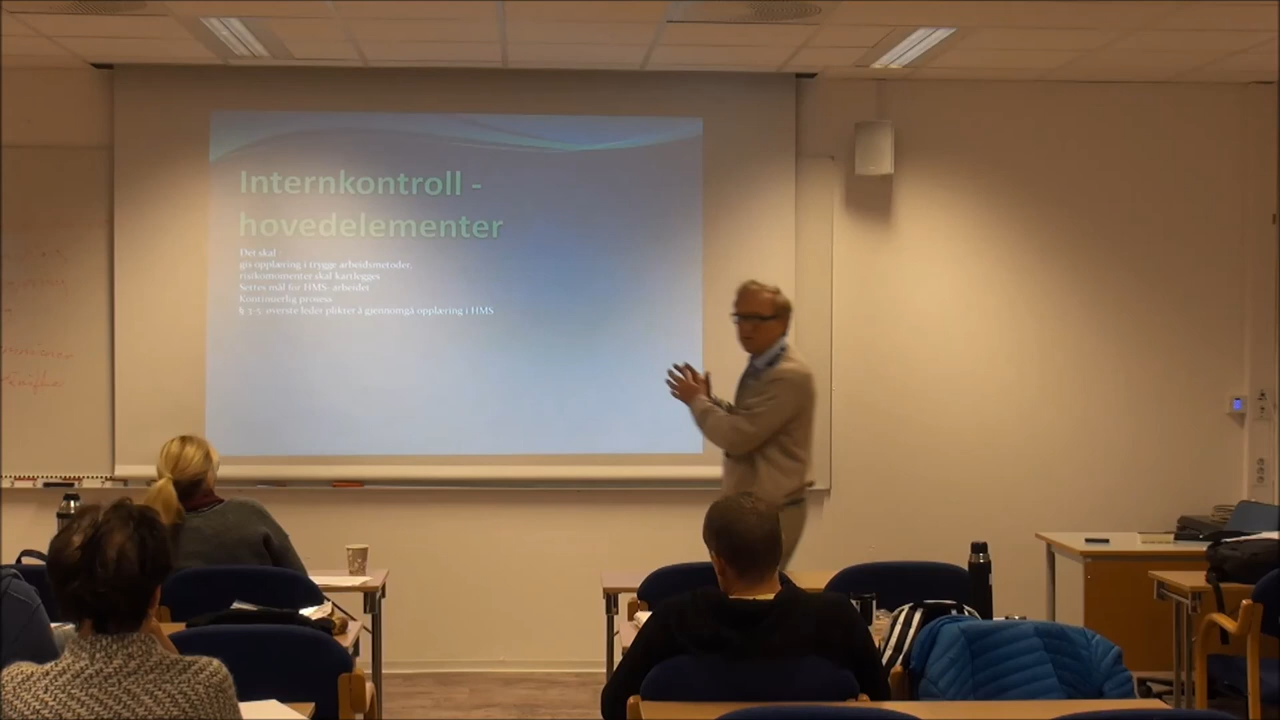 Internkontroll -
hovedelementer
Det skal :
gis opplæring i trygge arbeidsmetoder,
risikomomenter skal kartlegges
Settes mål for HMS- arbeidet
Kontinuerlig prosess
§ 3-5: øverste leder plikter å gjennomgå opplæring i HMS